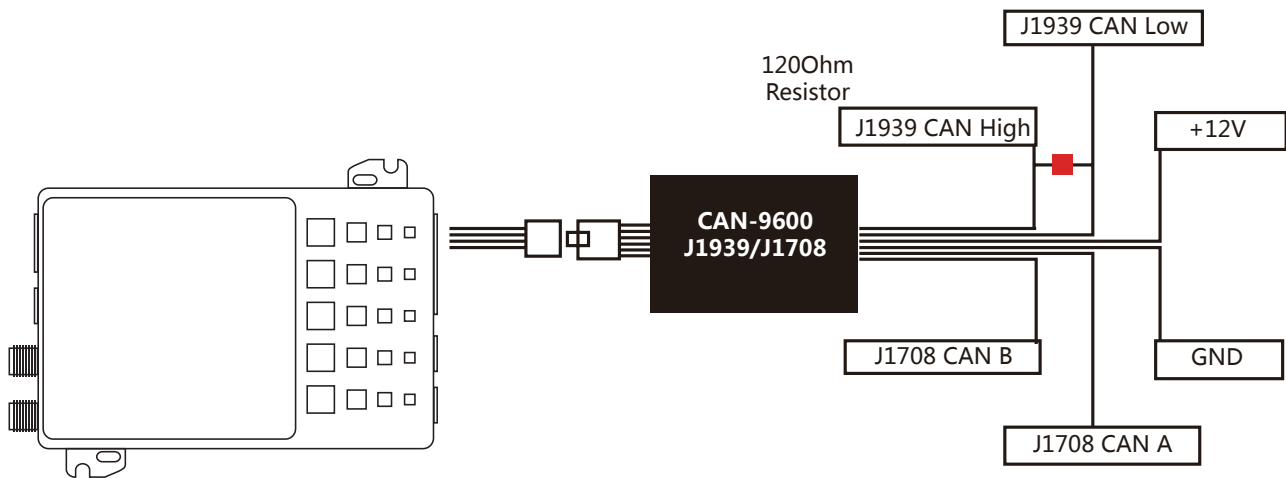 J1939 CAN Low
120Ohm
Resistor
J1939 CAN High
+12V
CAN-9600
J1939/J1708
J1708 CAN B
GND
J1708 CAN A